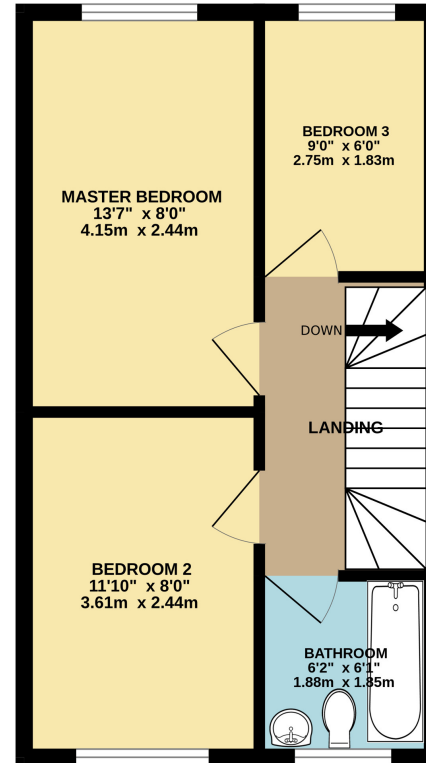 BEDROOM 3
9'0" x 6'0"
2.75m x 1.83m
MASTER BEDROOM
13'7" x 8'0"
4.15m x 2.44m
DOWN
LANDING
BEDROOM 2
11'10" x 8'0"
3.61m x 2.44m
BATHROOM
6'2" x 6'1"
1.88m x 1.85m